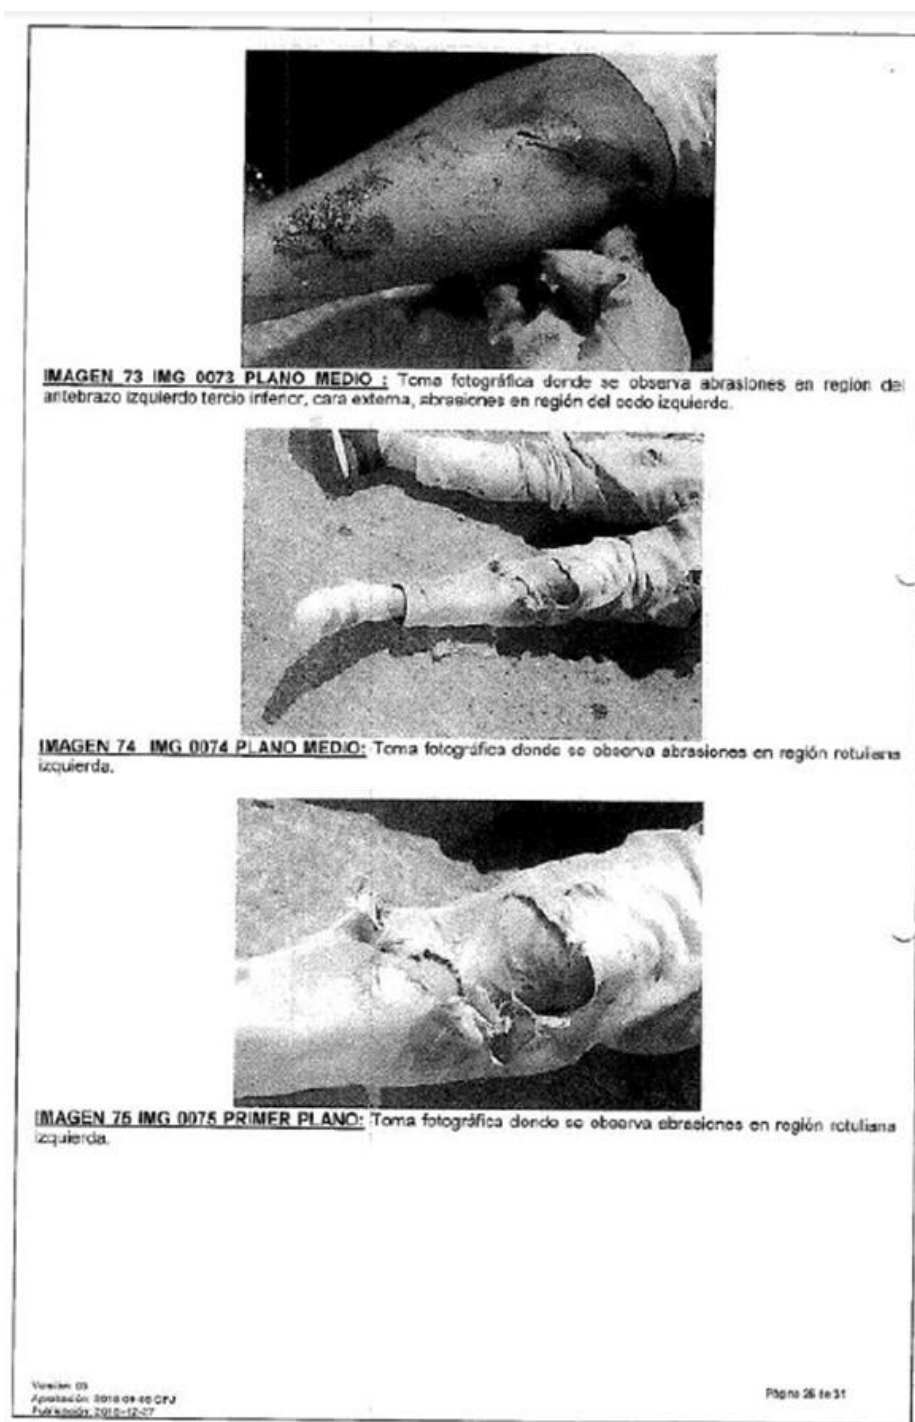 IMAGEN 73 IMG 0073 PLANO MEDIO : Toma fotográfica donde se observa abrasiones en región del
antebrazo izquierdo tercio inferior, cara externa, abrasiones en región del codo izquierdo.
IMAGEN 74 IMG 0074 PLANO MEDIO: Toma fotográfica donde se observa abrasiones en región rotuliana
izquierda.
IMAGEN 75 IMG 0075 PRIMER PLANO: Toma fotográfica donde se observa abrasiones en región rotuliana
izquierda.
Versión: 03
Aprobación:
Publicación:
Página 26 de 31